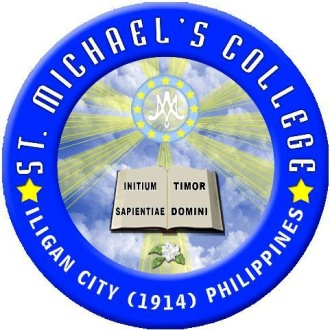 ST. MICHAEL'S COLLEGE
INITIUM TIMOR
SAPIENTIAE DOMINI
ILIGAN CITY (1914) PHILIPPINES